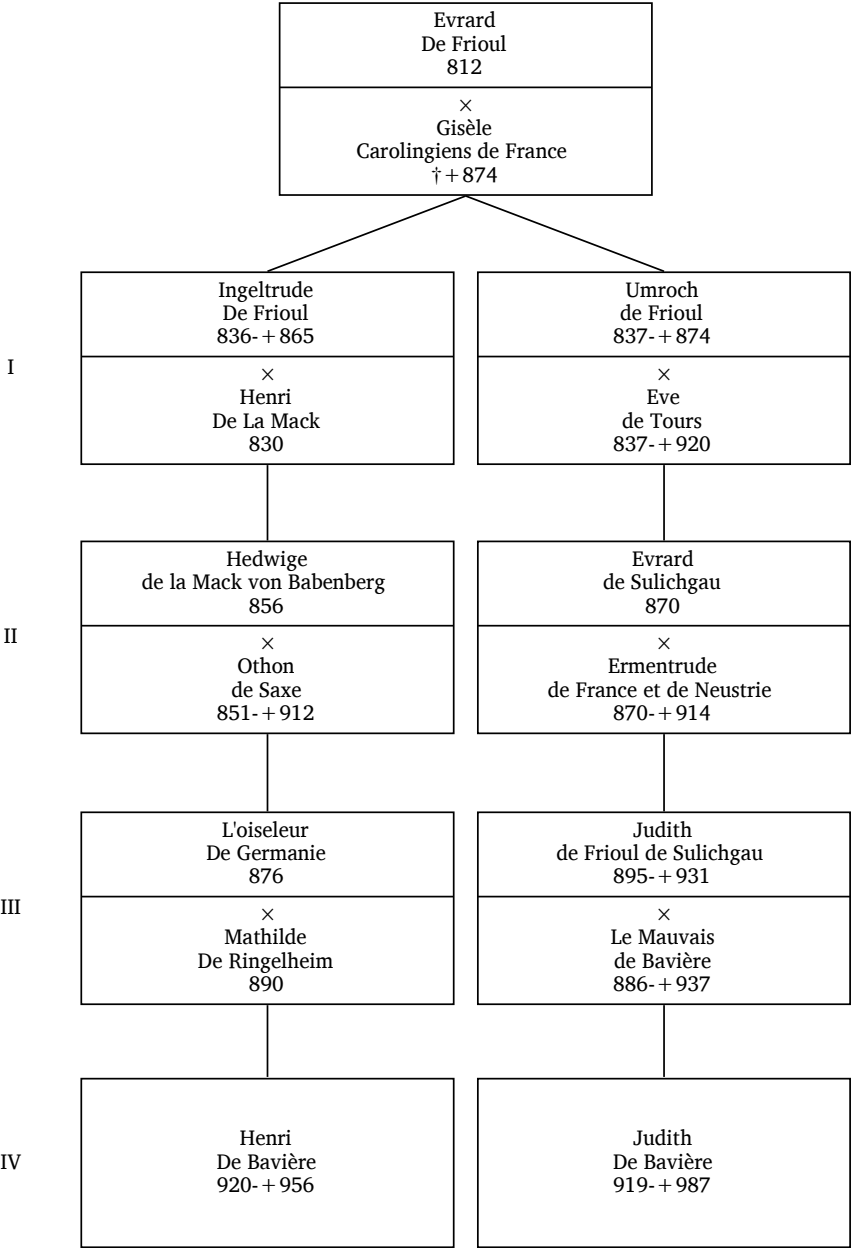 Evrard
De Frioul
812
×
Gisèle
Carolingiens de France
†+874
I
Ingeltrude
De Frioul
836-+865
×
Henri
De La Mack
830
Umroch
de Frioul
837-+874
×
Eve
de Tours
837-+920
II
Hedwige
de la Mack von Babenberg
856
×
Othon
de Saxe
851-+912
Evrard
de Sulichgau
870
×
Ermentrude
de France et de Neustrie
870-+914
III
L'oiseleur
De Germanie
876
×
Mathilde
De Ringelheim
890
Judith
de Frioul de Sulichgau
895-+931
×
Le Mauvais
de Bavière
886-+937
IV
Henri
De Bavière
920-+956
Judith
De Bavière
919-+987